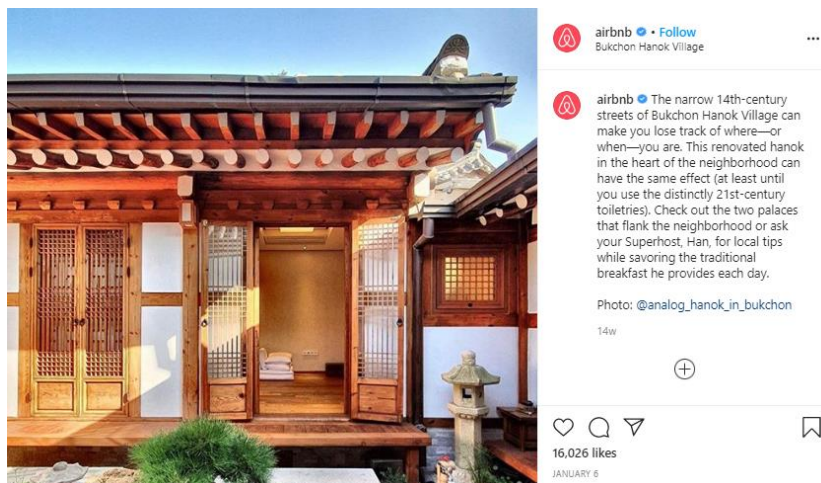 airbnb • Follow
Bukchon Hanok Village
airbnb The narrow 14th-century
streets of Bukchon Hanok Village can
make you lose track of where—or
when—you are. This renovated hanok
in the heart of the neighborhood can
have the same effect (at least until
you use the distinctly 21st-century
toiletries). Check out the two palaces
that flank the neighborhood or ask
your Superhost, Han, for local tips
while savoring the traditional
breakfast he provides each day.
Photo: @analog_hanok_in_bukchon
14w
16,026 likes
JANUARY 6